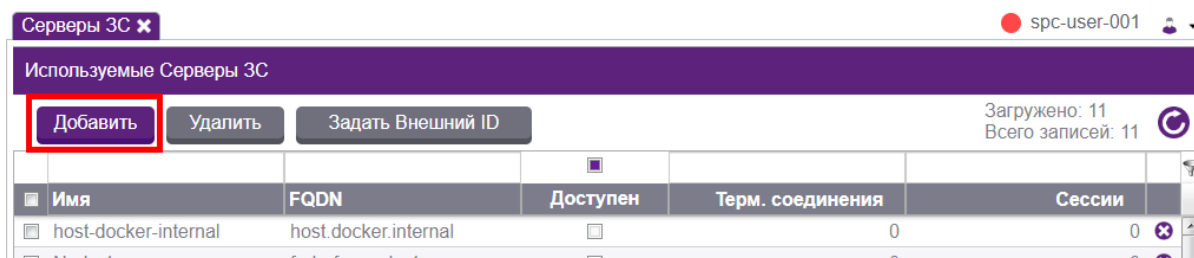 Серверы ЗС
spc-user-001
Используемые Серверы ЗС
Добавить Удалить Задать Внешний ID
Загружено: 11
Всего записей: 11
Имя FQDN Доступен Терм. соединения Сессии
host-docker-internal host.docker.internal 0 0